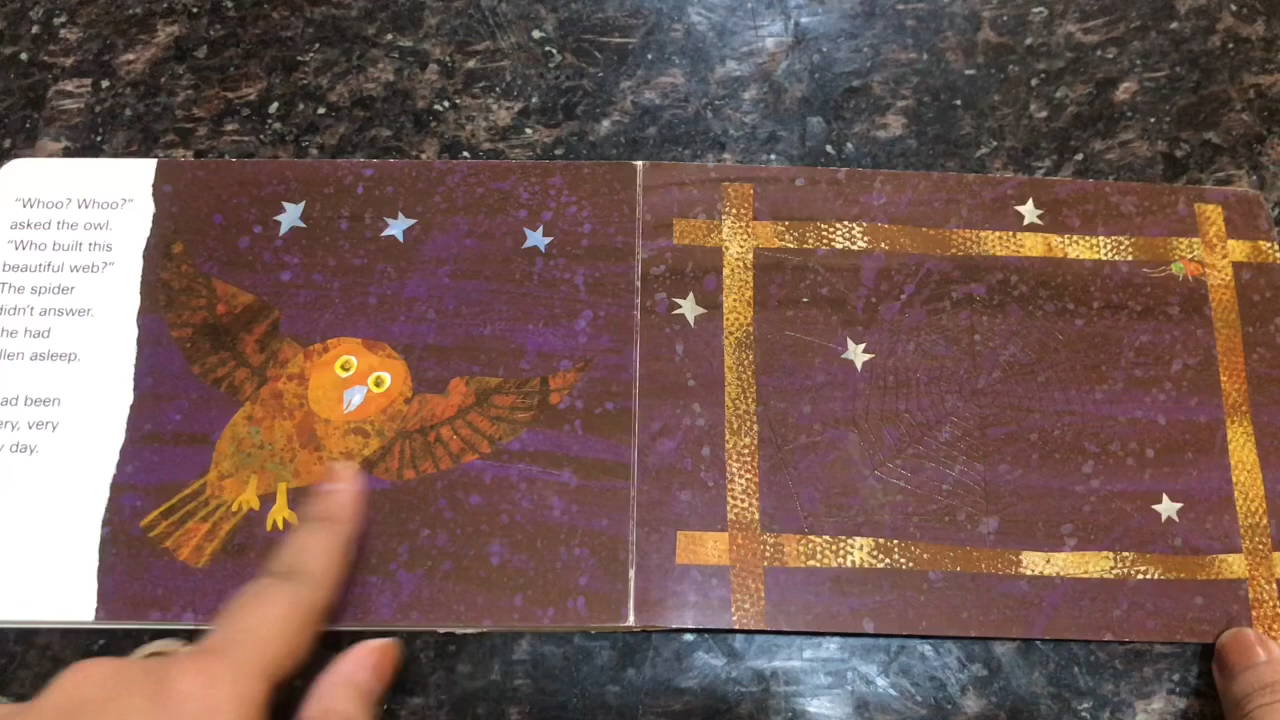 "Whoo? Whoo?"
asked the owl.
"Who built this
beautiful web?"
The spider
didn't answer.
he had
llen asleep.
ad been
ery, very
y day.